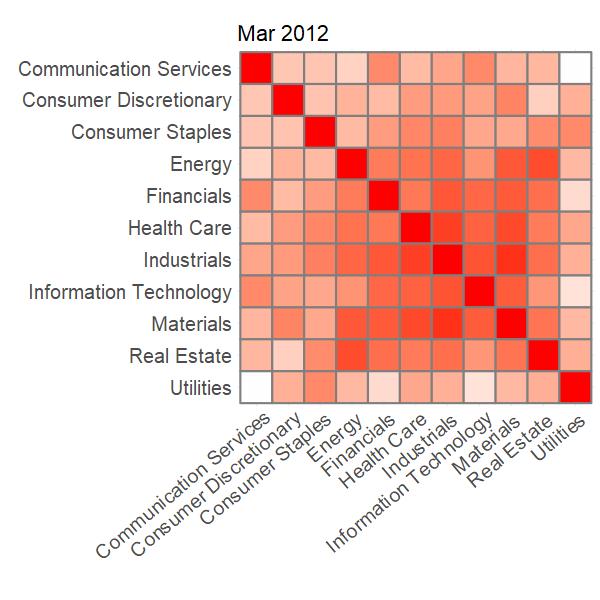 Mar 2012
Communication Services
Consumer Discretionary
Consumer Staples
Energy
Financials
Health Care
Industrials
Information Technology
Materials
Real Estate
Utilities
Communication Services
Consumer Discretionary
Consumer Staples
Energy
Financials
Health Care
Industrials
Information Technology
Materials
Real Estate
Utilities